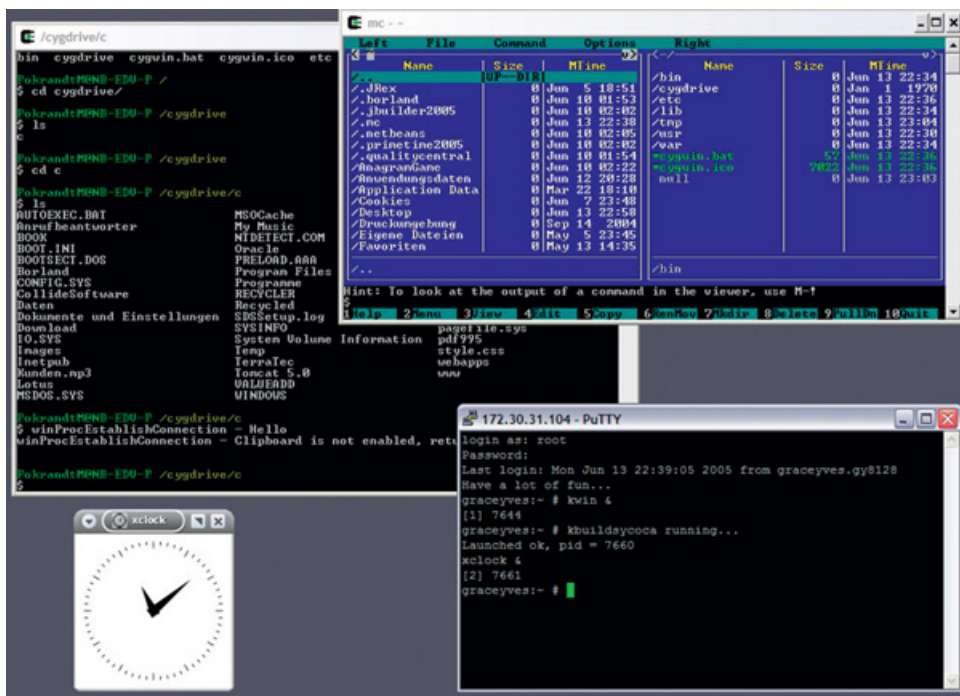 /cygdrive/c
bin cygdrive cygwin.bat cygwin.ico etc
PokrandtM@NB-EDU-P /
$ cd cygdrive/
PokrandtM@NB-EDU-P /cygdrive
$ ls
c
PokrandtM@NB-EDU-P /cygdrive
$ cd c
PokrandtM@NB-EDU-P /cygdrive/c
$ ls
AUTOEXEC.BAT MSOCache
Anrufbeantworter My Music
BOOK NTDETECT.COM
BOOT.INI Oracle
BOOTSECT.DOS PRELOAD.AAA
Borland Program Files
CONFIG.SYS Programme
CollideSoftware RECYCLER
Daten Recycled
Dokumente und Einstellungen SDSSetup.log
Download SYSINFO pagefile.sys
IO.SYS System Volume Information pdf995
Images Temp style.css
Inetpub TerraTec webapps
Kunden.mp3 Tomcat 5.0 www
Lotus VALUEADD
MSDOS.SYS WINDOWS
PokrandtM@NB-EDU-P /cygdrive/c
$ winProcEstablishConnection - Hello
winProcEstablishConnection - Clipboard is not enabled, retu
PokrandtM@NB-EDU-P /cygdrive/c
$
mc - ~
Left File Command Options Right
Name Size MTime
/.. UP--DIR
/.JRex 0 Jun 5 18:51
/.borland 0 Jun 10 01:53
/.jbuilder2005 0 Jun 10 02:02
/.mc 0 Jun 13 22:38
/.netbeans 0 Jun 10 02:05
/.primetime2005 0 Jun 10 02:02
/.qualitycentral 0 Jun 10 01:54
/AnagramGame 0 Jun 10 02:22
/Anwendungsdaten 0 Jun 12 20:28
/Application Data 0 Mar 22 18:10
/Cookies 0 Jun 7 23:48
/Desktop 0 Jun 13 22:58
/Druckumgebung 0 Sep 14 2004
/Eigene Dateien 0 May 5 23:45
/Favoriten 0 May 13 14:35
/..
Name Size MTime
/bin 0 Jun 13 22:34
/cygdrive 0 Jan 1 1970
/etc 0 Jun 13 22:36
/lib 0 Jun 13 22:34
/tmp 0 Jun 13 23:04
/usr 0 Jun 13 22:30
/var 0 Jun 13 22:34
*cygwin.bat 57 Jun 13 22:36
*cygwin.ico 7022 Jun 13 22:36
null 0 Jun 13 23:03
/bin
Hint: To look at the output of a command in the viewer, use M-!
$
1Help 2Menu 3View 4Edit 5Copy 6RenMov 7Mkdir 8Delete 9PullDn 10Quit
172.30.31.104 - PuTTY
login as: root
Password:
Last login: Mon Jun 13 22:39:05 2005 from graceyves.gy8128
Have a lot of fun...
graceyves:~ # kwin &
[1] 7644
graceyves:~ # kbuildsycoca running...
Launched ok, pid = 7660
xclock &
[2] 7661
graceyves:~ #
xclock